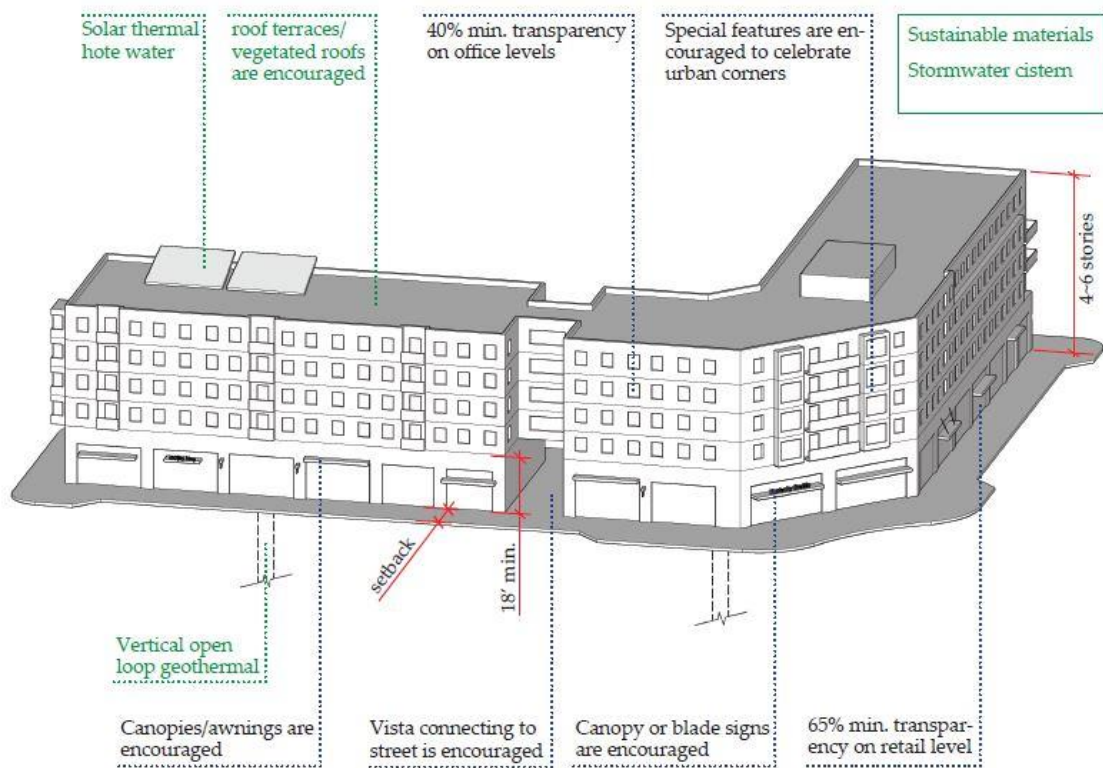 Solar thermal
hote water
roof terraces/
vegetated roofs
are encouraged
40% min. transparency
on office levels
Special features are en-
couraged to celebrate
urban corners
Sustainable materials
Stormwater cistern
4~6 stories
setback
18' min.
Vertical open
loop geothermal
Canopies/awnings are
encouraged
Vista connecting to
street is encouraged
Canopy or blade signs
are encouraged
65% min. transpar-
ency on retail level